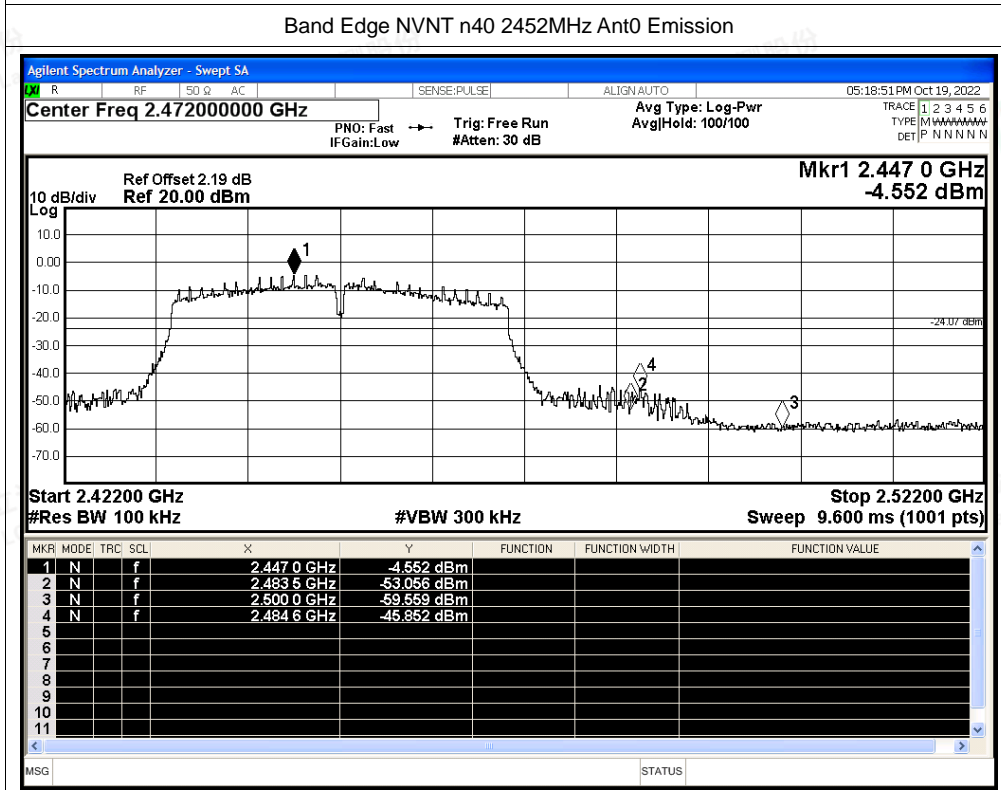 Band Edge NVNT n40 2452MHz Ant0 Emission
Agilent Spectrum Analyzer - Swept SA
LXI R RF 50 Ω AC SENSE:PULSE ALIGN AUTO 05:18:51 PM Oct 19, 2022
Center Freq 2.472000000 GHz Avg Type: Log-Pwr TRACE 1 2 3 4 5 6
PNO: Fast Trig: Free Run Avg|Hold: 100/100 TYPE M WWWWW
IFGain:Low #Atten: 30 dB DET P N N N N N
Mkr1 2.447 0 GHz
Ref Offset 2.19 dB
10 dB/div Ref 20.00 dBm -4.552 dBm
Log
10.0
1
0.00
-10.0
-20.0
-24.07 dBm
-30.0
-40.0
4
2
-50.0
3
-60.0
-70.0
Start 2.42200 GHz Stop 2.52200 GHz
#Res BW 100 kHz #VBW 300 kHz Sweep 9.600 ms (1001 pts)
MKR MODE TRC SCL X Y FUNCTION FUNCTION WIDTH FUNCTION VALUE
1 N f 2.447 0 GHz -4.552 dBm
2 N f 2.483 5 GHz -53.056 dBm
3 N f 2.500 0 GHz -59.559 dBm
4 N f 2.484 6 GHz -45.852 dBm
5
6
7
8
9
10
11
MSG STATUS